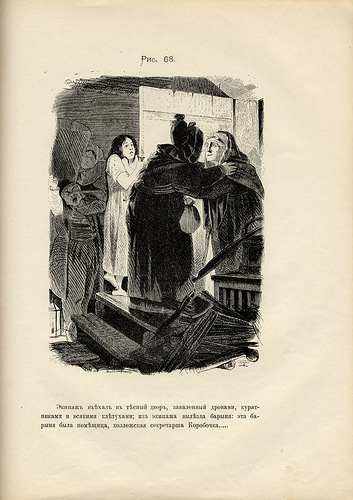 Рис. 68.
Экипажъ въѣхалъ въ тѣсный дворъ, заваленный дровами, курят-
никами и всякими клѣтухами; изъ экипажа вылѣзла барыня: эта ба-
рыня была помѣщица, коллежская секретарша Коробочка.....